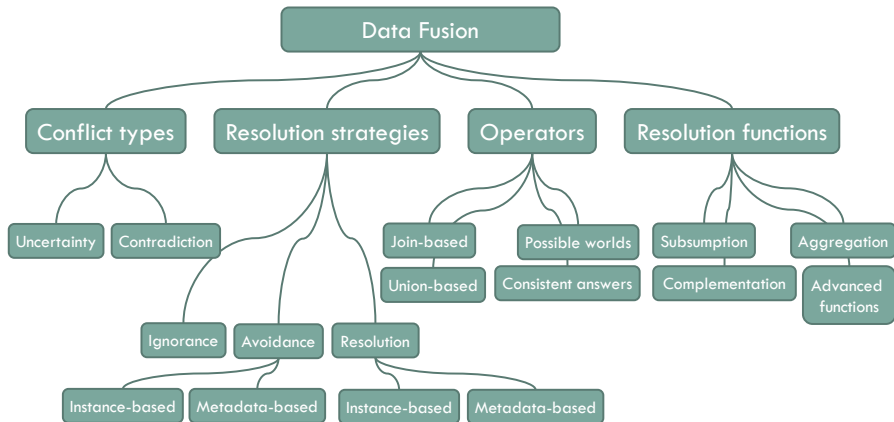 Data Fusion
Conflict types
Resolution strategies
Operators
Resolution functions
Uncertainty
Contradiction
Join-based
Possible worlds
Subsumption
Aggregation
Union-based
Consistent answers
Complementation
Advanced
functions
Ignorance
Avoidance
Resolution
Instance-based
Metadata-based
Instance-based
Metadata-based